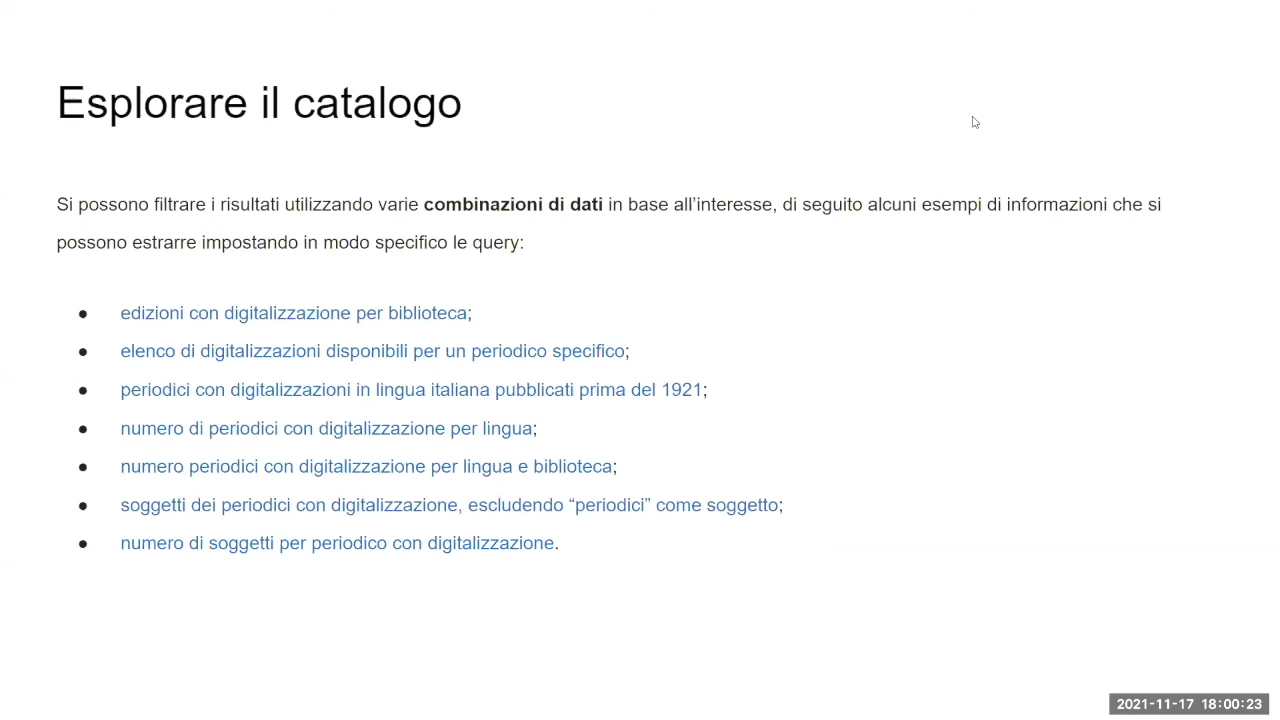 Esplorare il catalogo
Si possono filtrare i risultati utilizzando varie combinazioni di dati in base all’interesse, di seguito alcuni esempi di informazioni che si
possono estrarre impostando in modo specifico le query:
● edizioni con digitalizzazione per biblioteca;
● elenco di digitalizzazioni disponibili per un periodico specifico;
● periodici con digitalizzazioni in lingua italiana pubblicati prima del 1921;
● numero di periodici con digitalizzazione per lingua;
● numero periodici con digitalizzazione per lingua e biblioteca;
● soggetti dei periodici con digitalizzazione, escludendo “periodici” come soggetto;
● numero di soggetti per periodico con digitalizzazione.
2021-11-17 18:00:23